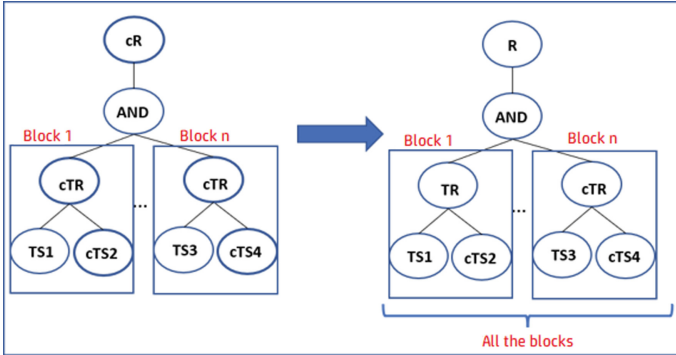 cR
AND
Block 1
Block n
cTR
cTR
...
TS1
cTS2
TS3
cTS4
R
AND
Block 1
Block n
TR
cTR
...
TS1
cTS2
TS3
cTS4
All the blocks